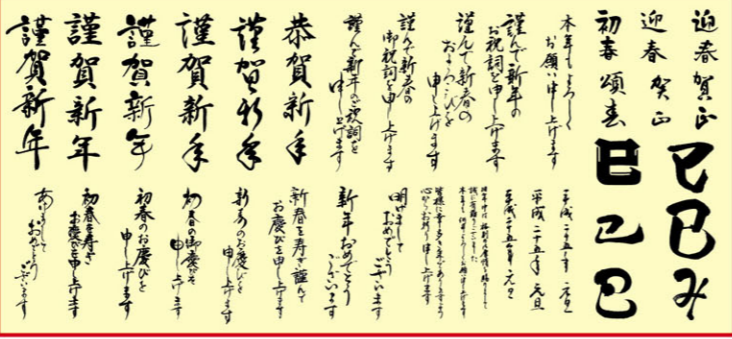 迎春賀正
迎春
賀正
初春
頌春
巳
巳
巳
巳
み
巳
本年もよろしく
お願い申し上げます
謹んで新年の
お祝詞を申し上げます
謹んで新春の
およろこびを
申し上げます
謹んで新春の
御祝詞を申し上げます
謹んで新年のご祝詞を
申し上げます
恭賀新年
謹賀新年
謹賀新年
謹賀新年
謹賀新年
謹賀新年
平成二十五年 元旦
平成二十五年 元旦
平成二十五年 元旦
明けまして
おめでとう
ございます
新年おめでとう
ございます
新春を寿ぎ謹んで
お慶びを申し上げます
新春のお慶びを
申し上げます
初春の御慶びを
申し上げます
初春のお慶びを
申し上げます
初春を寿ぎ
お慶びを申し上げます
あけまして
おめでとう
ございます